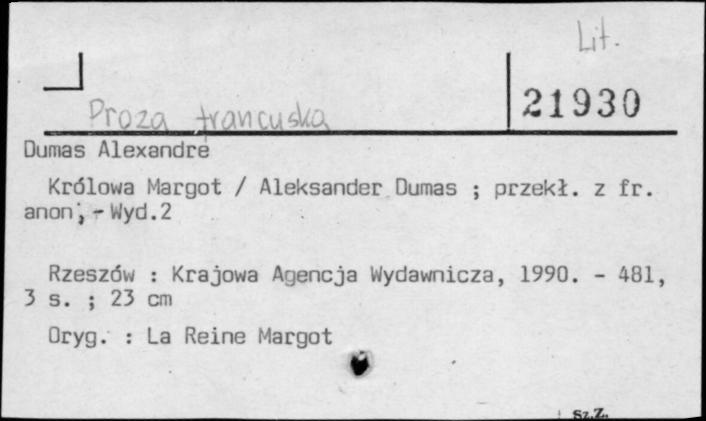 Lit.
21930
Proza francuska
Dumas Alexandre
Królowa Margot / Aleksander Dumas ; przekł. z fr.
anon, - Wyd.2
Rzeszów : Krajowa Agencja Wydawnicza, 1990. - 481,
3 s. ; 23 cm
Oryg. : La Reine Margot
Sz.Z.